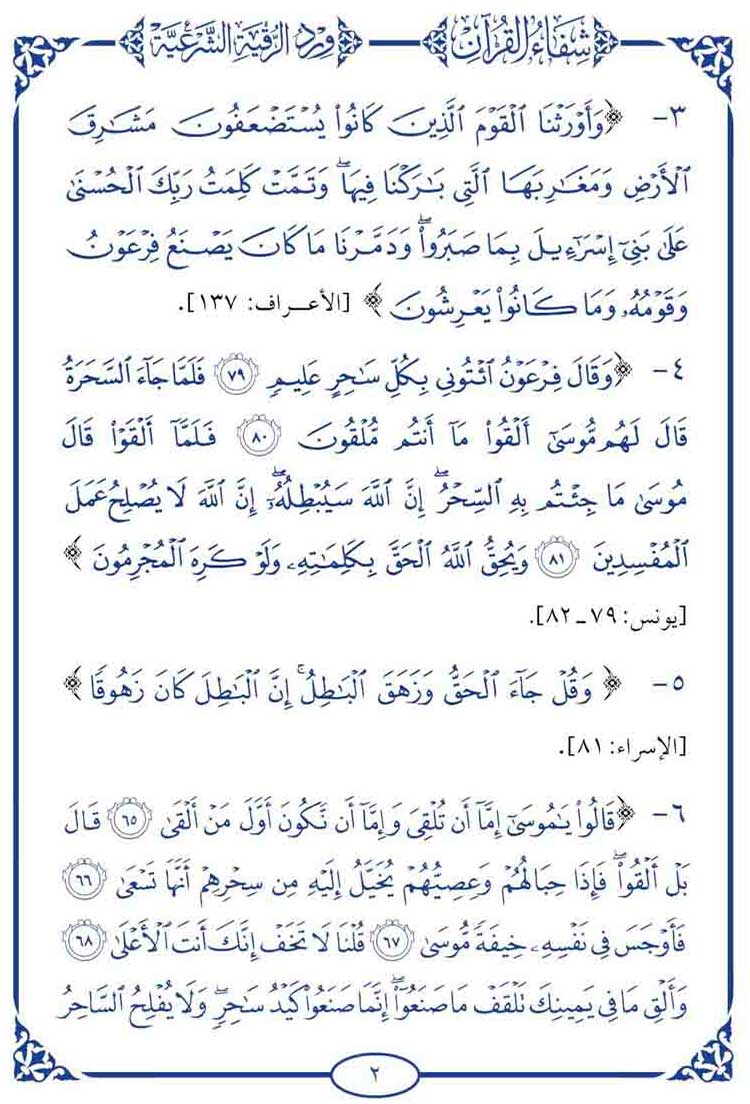 شِفَاءُ القُرْآنِ وِرْدُ الرُّقْيَةِ الشَّرْعِيَّةِ
٣- ﴿وَأَوْرَثْنَا ٱلْقَوْمَ ٱلَّذِينَ كَانُوا۟ يُسْتَضْعَفُونَ مَشَـٰرِقَ
ٱلْأَرْضِ وَمَغَـٰرِبَهَا ٱلَّتِى بَـٰرَكْنَا فِيهَا ۖ وَتَمَّتْ كَلِمَتُ رَبِّكَ ٱلْحُسْنَىٰ
عَلَىٰ بَنِىٓ إِسْرَٰٓءِيلَ بِمَا صَبَرُوا۟ ۖ وَدَمَّرْنَا مَا كَانَ يَصْنَعُ فِرْعَوْنُ
وَقَوْمُهُۥ وَمَا كَانُوا۟ يَعْرِشُونَ﴾ [الأعراف: ١٣٧].
٤- ﴿وَقَالَ فِرْعَوْنُ ٱئْتُونِى بِكُلِّ سَـٰحِرٍ عَلِيمٍ ٧٩ فَلَمَّا جَآءَ ٱلسَّحَرَةُ
قَالَ لَهُم مُّوسَىٰٓ أَلْقُوا۟ مَآ أَنتُم مُّلْقُونَ ٨٠ فَلَمَّآ أَلْقَوْا۟ قَالَ
مُوسَىٰ مَا جِئْتُم بِهِ ٱلسِّحْرُ ۖ إِنَّ ٱللَّهَ سَيُبْطِلُهُۥٓ ۖ إِنَّ ٱللَّهَ لَا يُصْلِحُ عَمَلَ
ٱلْمُفْسِدِينَ ٨١ وَيُحِقُّ ٱللَّهُ ٱلْحَقَّ بِكَلِمَـٰتِهِۦ وَلَوْ كَرِهَ ٱلْمُجْرِمُونَ﴾
[يونس: ٧٩ـ٨٢].
٥- ﴿وَقُلْ جَآءَ ٱلْحَقُّ وَزَهَقَ ٱلْبَـٰطِلُ ۚ إِنَّ ٱلْبَـٰطِلَ كَانَ زَهُوقًا﴾
[الإسراء: ٨١].
٦- ﴿قَالُوا۟ يَـٰمُوسَىٰٓ إِمَّآ أَن تُلْقِىَ وَإِمَّآ أَن نَّكُونَ أَوَّلَ مَنْ أَلْقَىٰ ٦٥ قَالَ
بَلْ أَلْقُوا۟ ۖ فَإِذَا حِبَالُهُمْ وَعِصِيُّهُمْ يُخَيَّلُ إِلَيْهِ مِن سِحْرِهِمْ أَنَّهَا تَسْعَىٰ ٦٦
فَأَوْجَسَ فِى نَفْسِهِۦ خِيفَةً مُّوسَىٰ ٦٧ قُلْنَا لَا تَخَفْ إِنَّكَ أَنتَ ٱلْأَعْلَىٰ ٦٨
وَأَلْقِ مَا فِى يَمِينِكَ تَلْقَفْ مَا صَنَعُوٓا۟ ۖ إِنَّمَا صَنَعُوا۟ كَيْدُ سَـٰحِرٍ ۖ وَلَا يُفْلِحُ ٱلسَّاحِرُ
٢